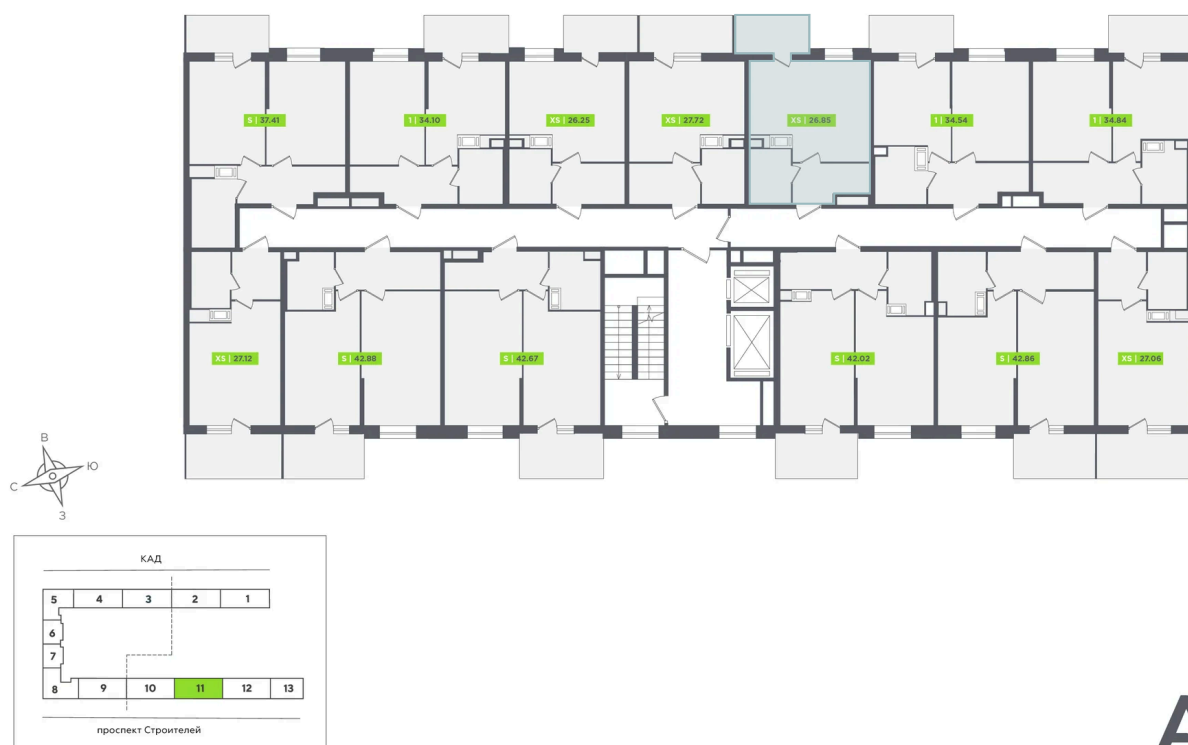 S | 37.41
1 | 34.10
XS | 26.25
XS | 27.72
XS | 26.85
1 | 34.54
1 | 34.84
XS | 27.12
S | 42.88
S | 42.67
S | 42.02
S | 42.86
XS | 27.06
В
Ю
С
З
КАД
5 4 3 2 1
6
7
8 9 10 11 12 13
проспект Строителей